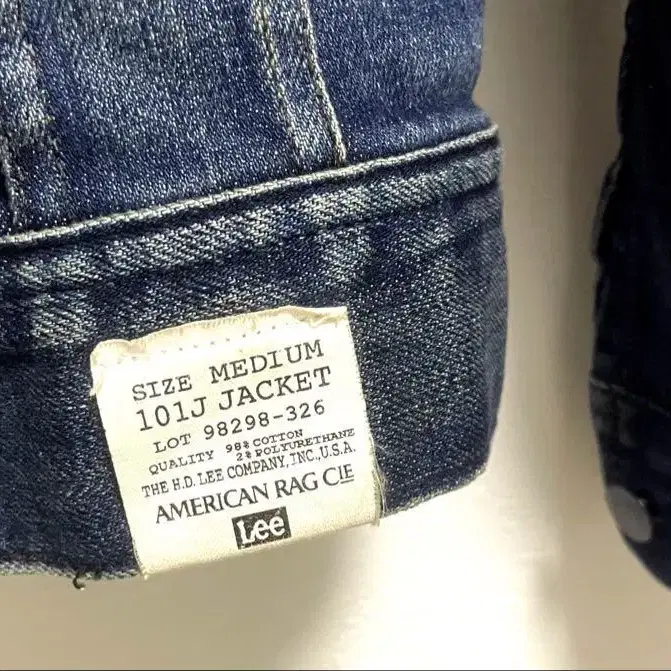 SIZE MEDIUM
101J JACKET
LOT 98298-326
QUALITY 98% COTTON
2% POLYURETHANE
THE H.D. LEE COMPANY, INC., U.S.A.
AMERICAN RAG CIE
Lee